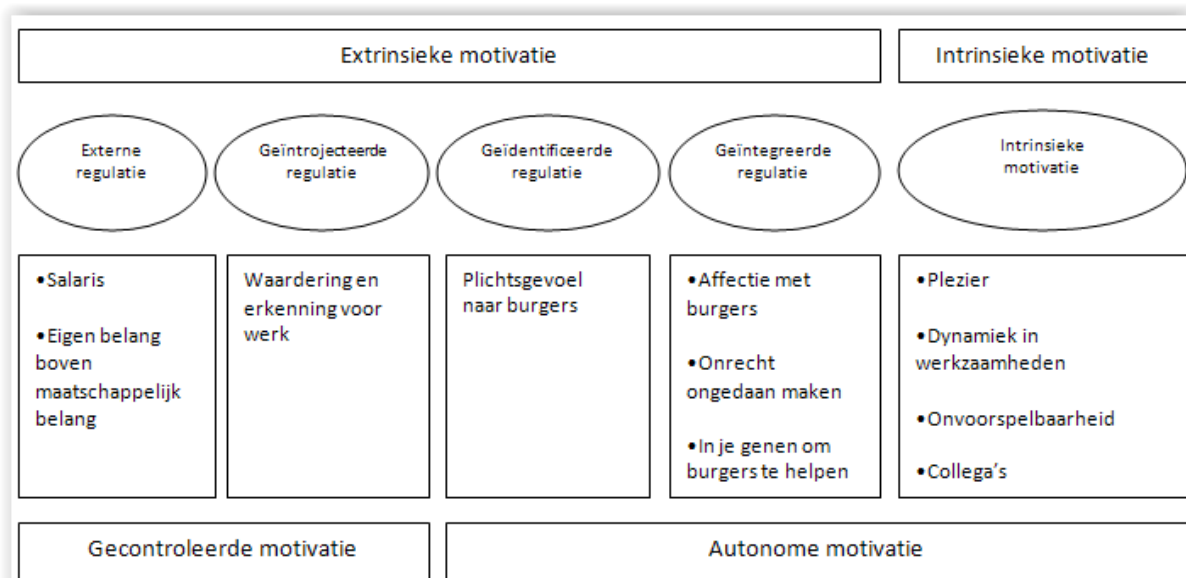 Extrinsieke motivatie
Intrinsieke motivatie
Externe
regulatie
Geïntrojecteerde
regulatie
Geïdentificeerde
regulatie
Geïntegreerde
regulatie
Intrinsieke
motivatie
•Salaris
•Eigen belang
boven
maatschappelijk
belang
Waardering en
erkenning voor
werk
Plichtsgevoel
naar burgers
•Affectie met
burgers
•Onrecht
ongedaan maken
•In je genen om
burgers te helpen
•Plezier
•Dynamiek in
werkzaamheden
•Onvoorspelbaarheid
•Collega's
Gecontroleerde motivatie
Autonome motivatie